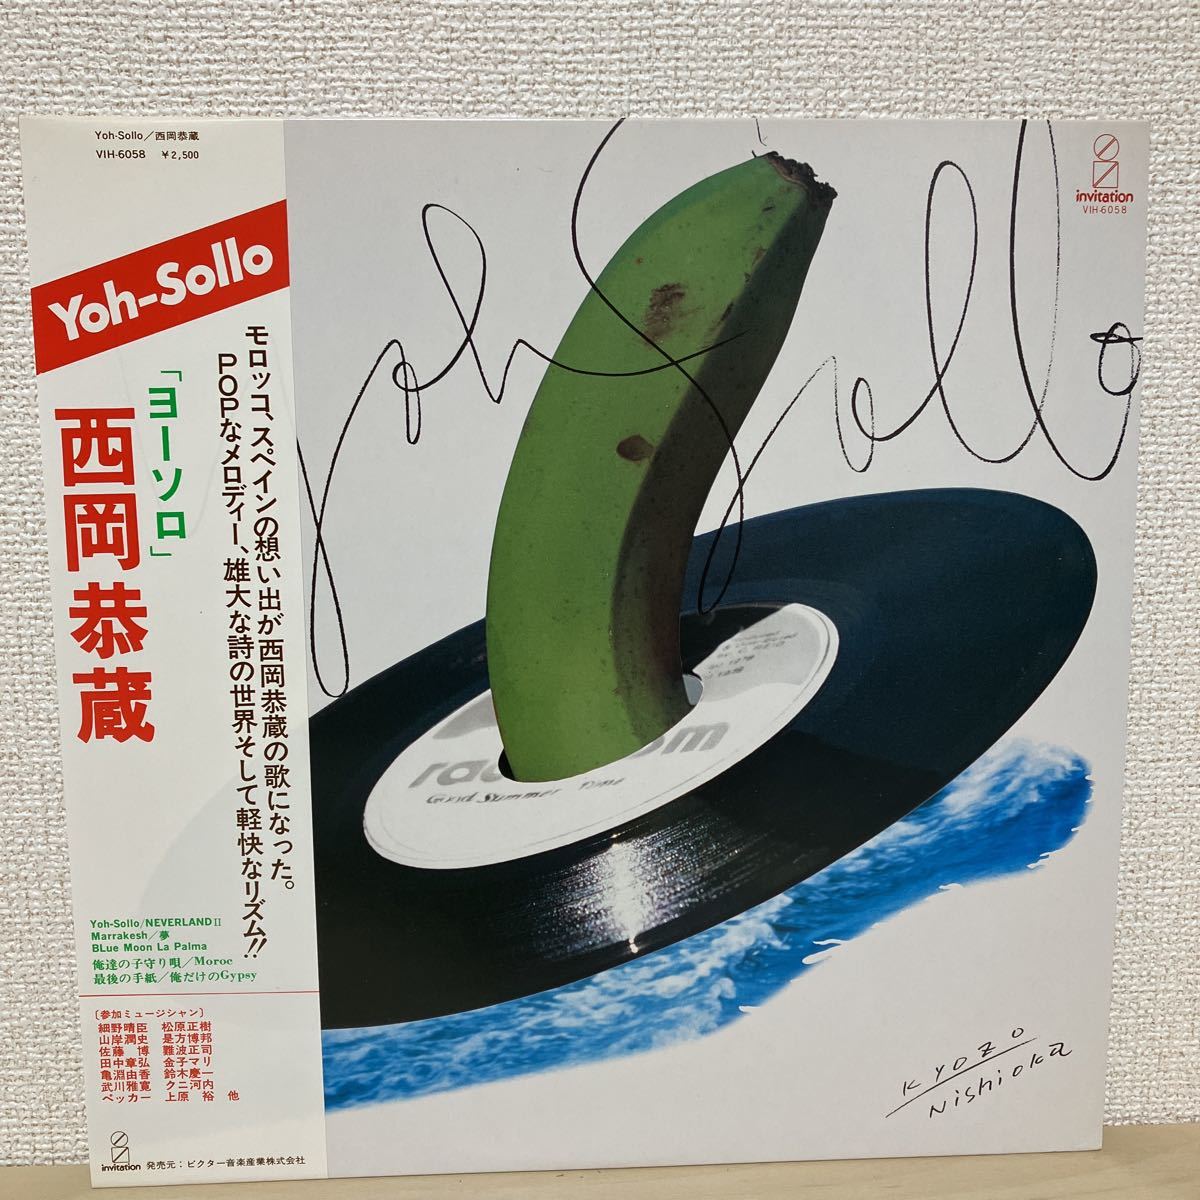 Yoh-Sollo/西岡恭蔵
VIH-6058 ¥2,500
Yoh-Sollo
「ヨーソロ」
西岡恭蔵
モロッコ、スペインの想い出が西岡恭蔵の歌になった。
POPなメロディー、雄大な詩の世界そして軽快なリズム!!
Yoh-Sollo/NEVERLAND II
Marrakesh/夢
BLue Moon La Palma
俺達の子守り唄/Moroc
最後の手紙/俺だけのGypsy
〔参加ミュージシャン〕
細野晴臣 松原正樹
山岸潤史 是方博邦
佐藤 博 難波正司
田中章弘 金子マリ
亀淵由香 鈴木慶一
武川雅寛 クニ河内
ペッカー 上原 裕 他
invitation 発売元:ビクター音楽産業株式会社
Yoh Sollo
invitation
VIH-6058
Good Summer Time
KYOZO
NiSHiOKa